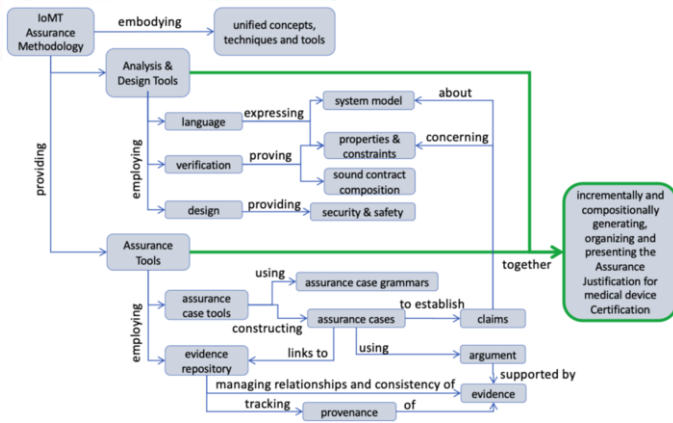 IoMT
Assurance
Methodology
embodying
unified concepts,
techniques and tools
Analysis &
Design Tools
providing
employing
language
expressing
system model
about
verification
proving
properties &
constraints
concerning
sound contract
composition
design
providing
security & safety
Assurance
Tools
together
incrementally and
compositionally
generating,
organizing and
presenting the
Assurance
Justification for
medical device
Certification
employing
assurance
case tools
using
assurance case grammars
constructing
assurance cases
to establish
claims
evidence
repository
links to
using
argument
supported by
managing relationships and consistency of
evidence
tracking
provenance
of